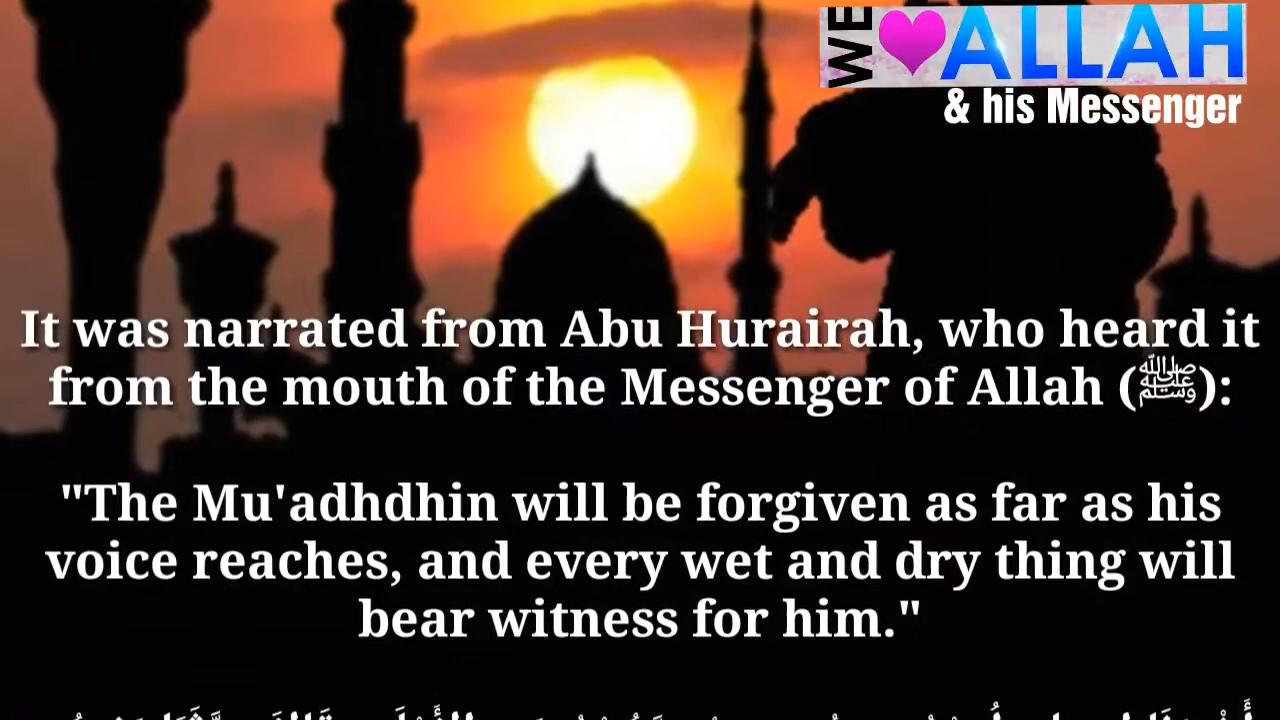 WE ALLAH
& his Messenger
It was narrated from Abu Hurairah, who heard it
from the mouth of the Messenger of Allah (ﷺ):
"The Mu'adhdhin will be forgiven as far as his
voice reaches, and every wet and dry thing will
bear witness for him."